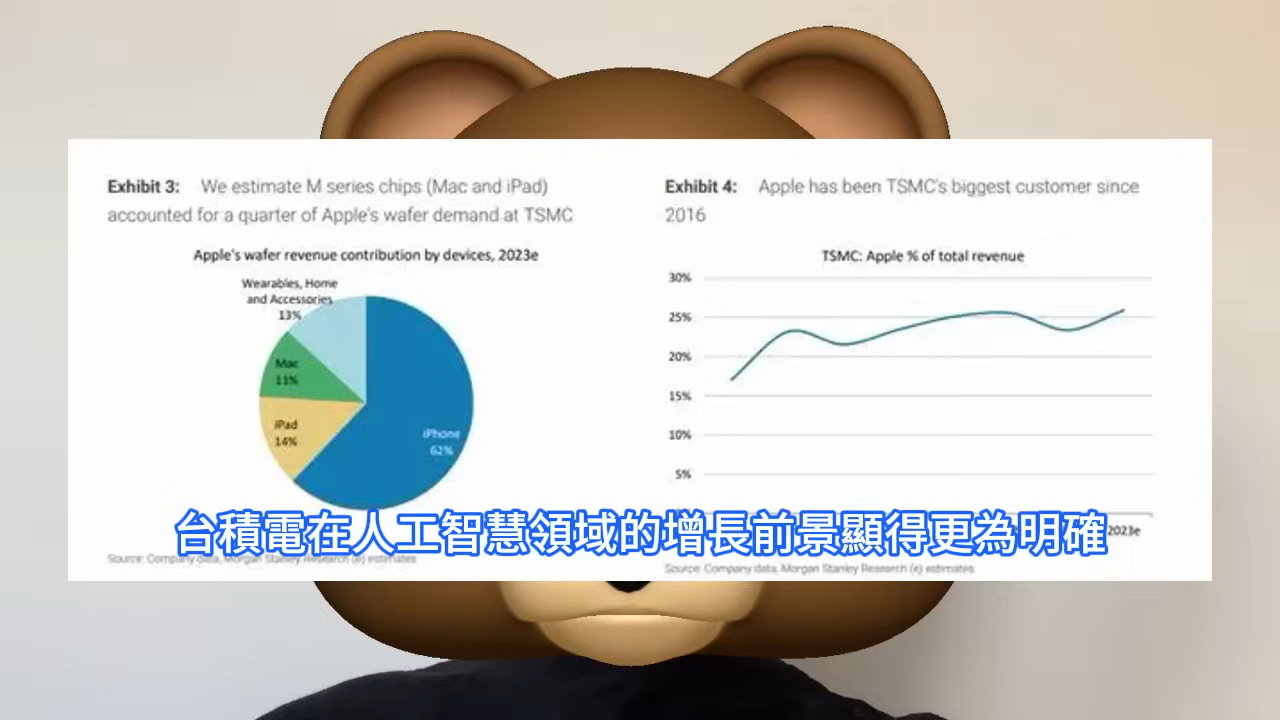 Exhibit 3: We estimate M series chips (Mac and iPad)
accounted for a quarter of Apple's wafer demand at TSMC
Apple's wafer revenue contribution by devices, 2023e
Wearables, Home
and Accessories
13%
Mac
11%
iPad
14%
iPhone
62%
Source: Company data, Morgan Stanley Research (e) estimates
Exhibit 4: Apple has been TSMC's biggest customer since
2016
TSMC: Apple % of total revenue
30%
25%
20%
15%
10%
5%
2023e
Source: Company data, Morgan Stanley Research (e) estimates
台積電在人工智慧領域的增長前景顯得更為明確